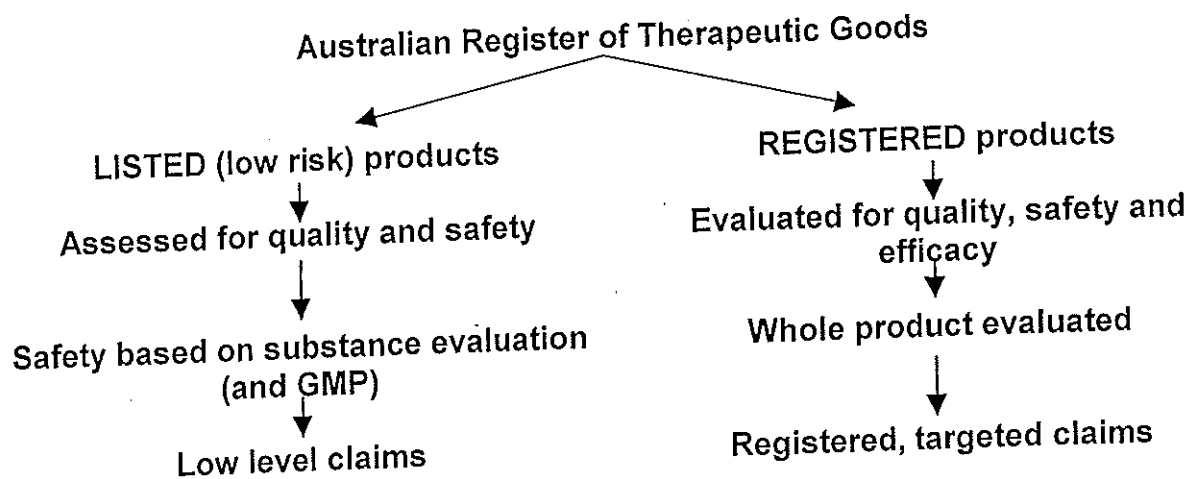 Australian Register of Therapeutic Goods
LISTED (low risk) products
Assessed for quality and safety
Safety based on substance evaluation
(and GMP)
Low level claims
REGISTERED products
Evaluated for quality, safety and
efficacy
Whole product evaluated
Registered, targeted claims